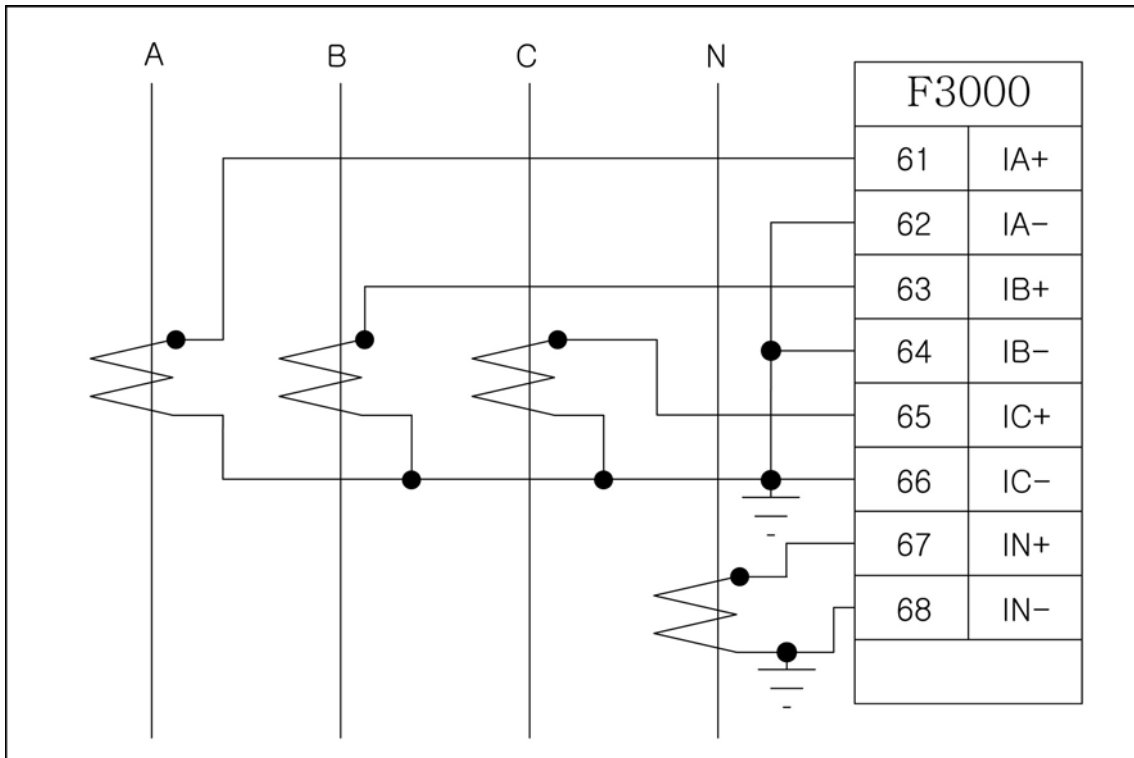 A B C N
F3000
61 IA+
62 IA-
63 IB+
64 IB-
65 IC+
66 IC-
67 IN+
68 IN-